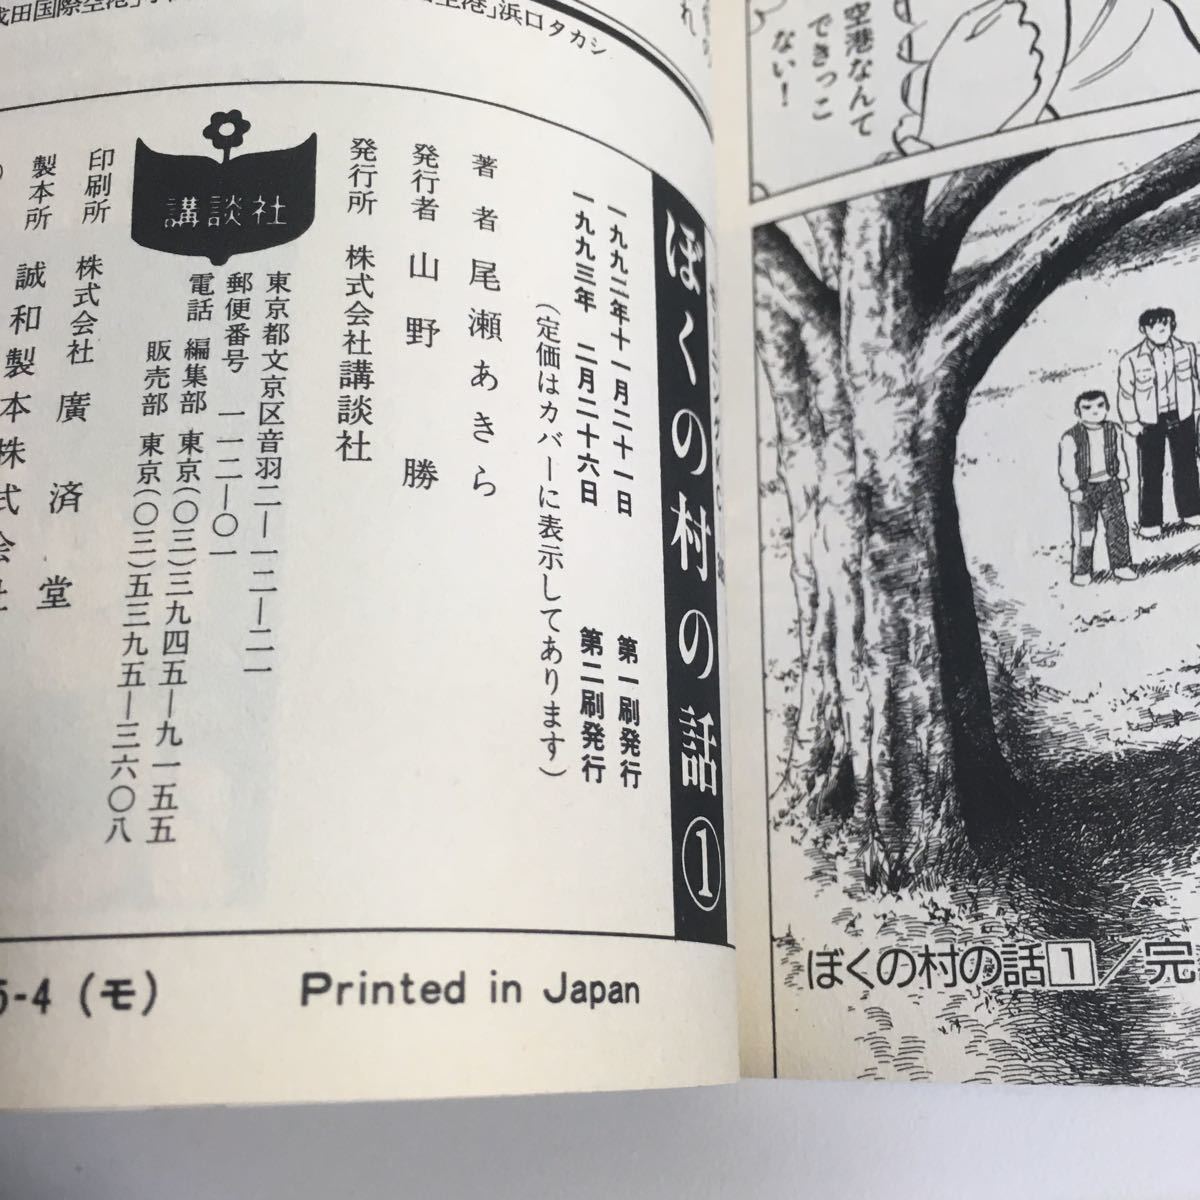 空港なんて
できっこ
ない！
ぼくの村の話1/完
成田国際空港」
空港」浜口タカシ
れ
ぼくの村の話①
一九九二年十一月二十一日 第一刷発行
一九九三年 二月二十六日 第二刷発行
(定価はカバーに表示してあります)
著者 尾瀬あきら
発行者 山野 勝
発行所 株式会社講談社
東京都文京区音羽二―一二―二一
郵便番号 一一二―〇一
電話 編集部 東京(〇三)三九四五―九一五五
販売部 東京(〇三)五三九五―三六〇八
講談社
印刷所 株式会社 廣済堂
製本所 誠和製本株式会社
5-4 (モ)
Printed in Japan